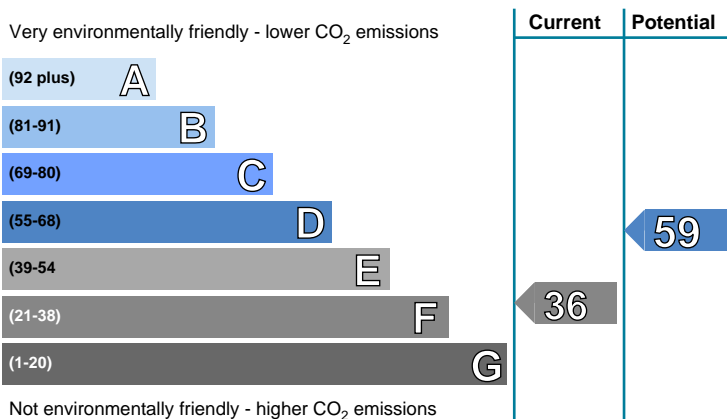 Current Potential
Very environmentally friendly - lower CO2 emissions
(92 plus) A
(81-91) B
(69-80) C
(55-68) D
59
(39-54 E
(21-38) F
36
(1-20) G
Not environmentally friendly - higher CO2 emissions